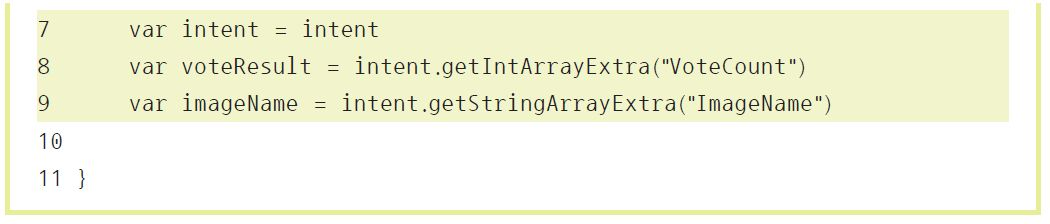 7 var intent = intent
8 var voteResult = intent.getIntArrayExtra("VoteCount")
9 var imageName = intent.getStringArrayExtra("ImageName")
10
11 }